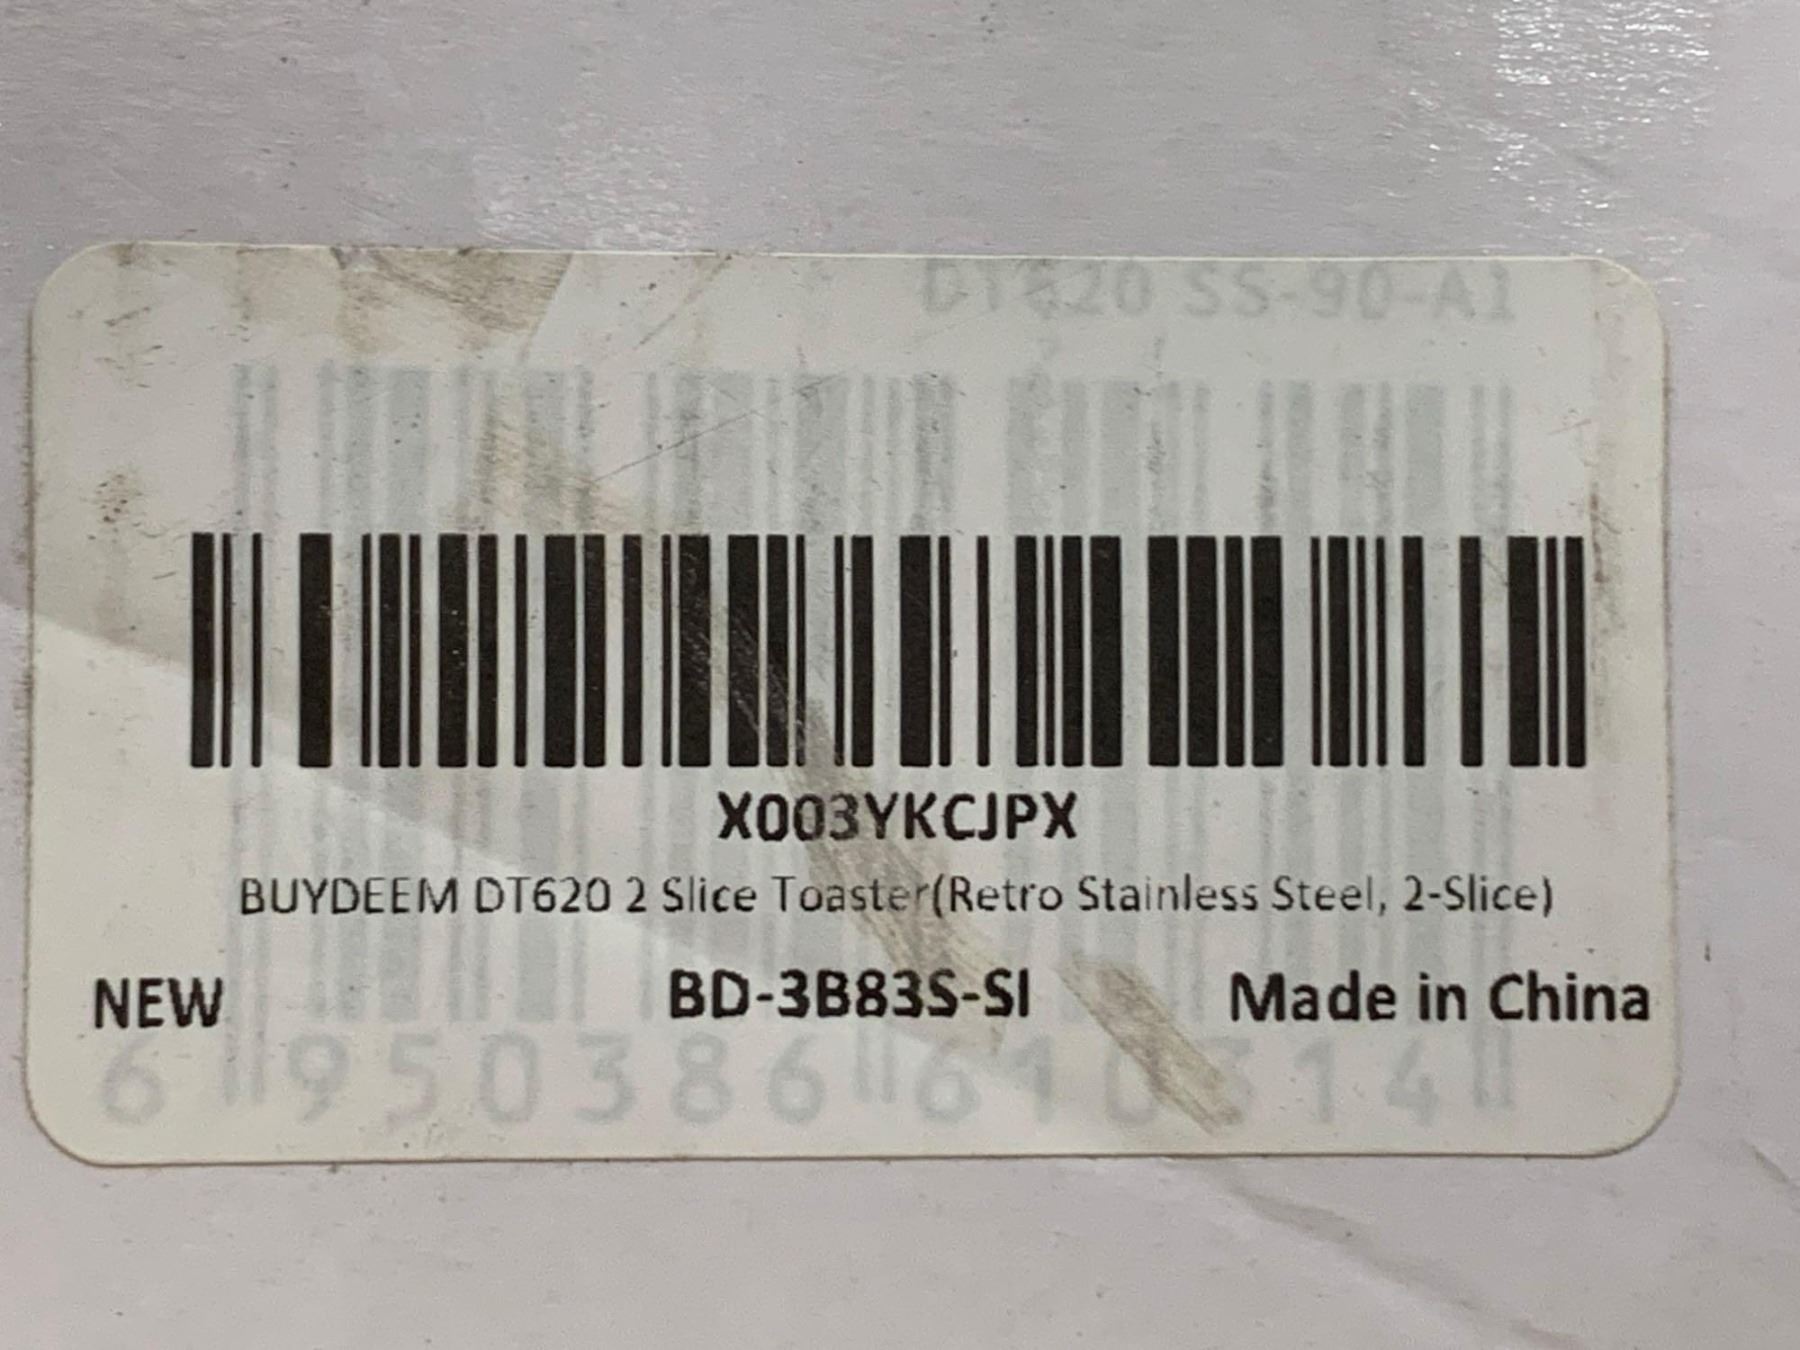 DT620 SS-90-A1
X003YKCJPX
BUYDEEM DT620 2 Slice Toaster(Retro Stainless Steel, 2-Slice)
NEW BD-3B83S-SI Made in China
6 950386 610314